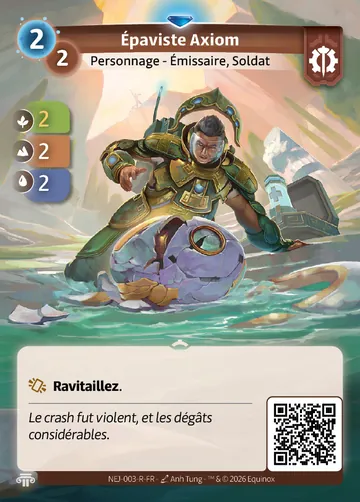 2
Épaviste Axiom
2
Personnage - Émissaire, Soldat
2
2
2
Ravitaillez.
Le crash fut violent, et les dégâts
considérables.
NEJ-003-R-FR - Anh Tung - ™ & © 2026 Equinox